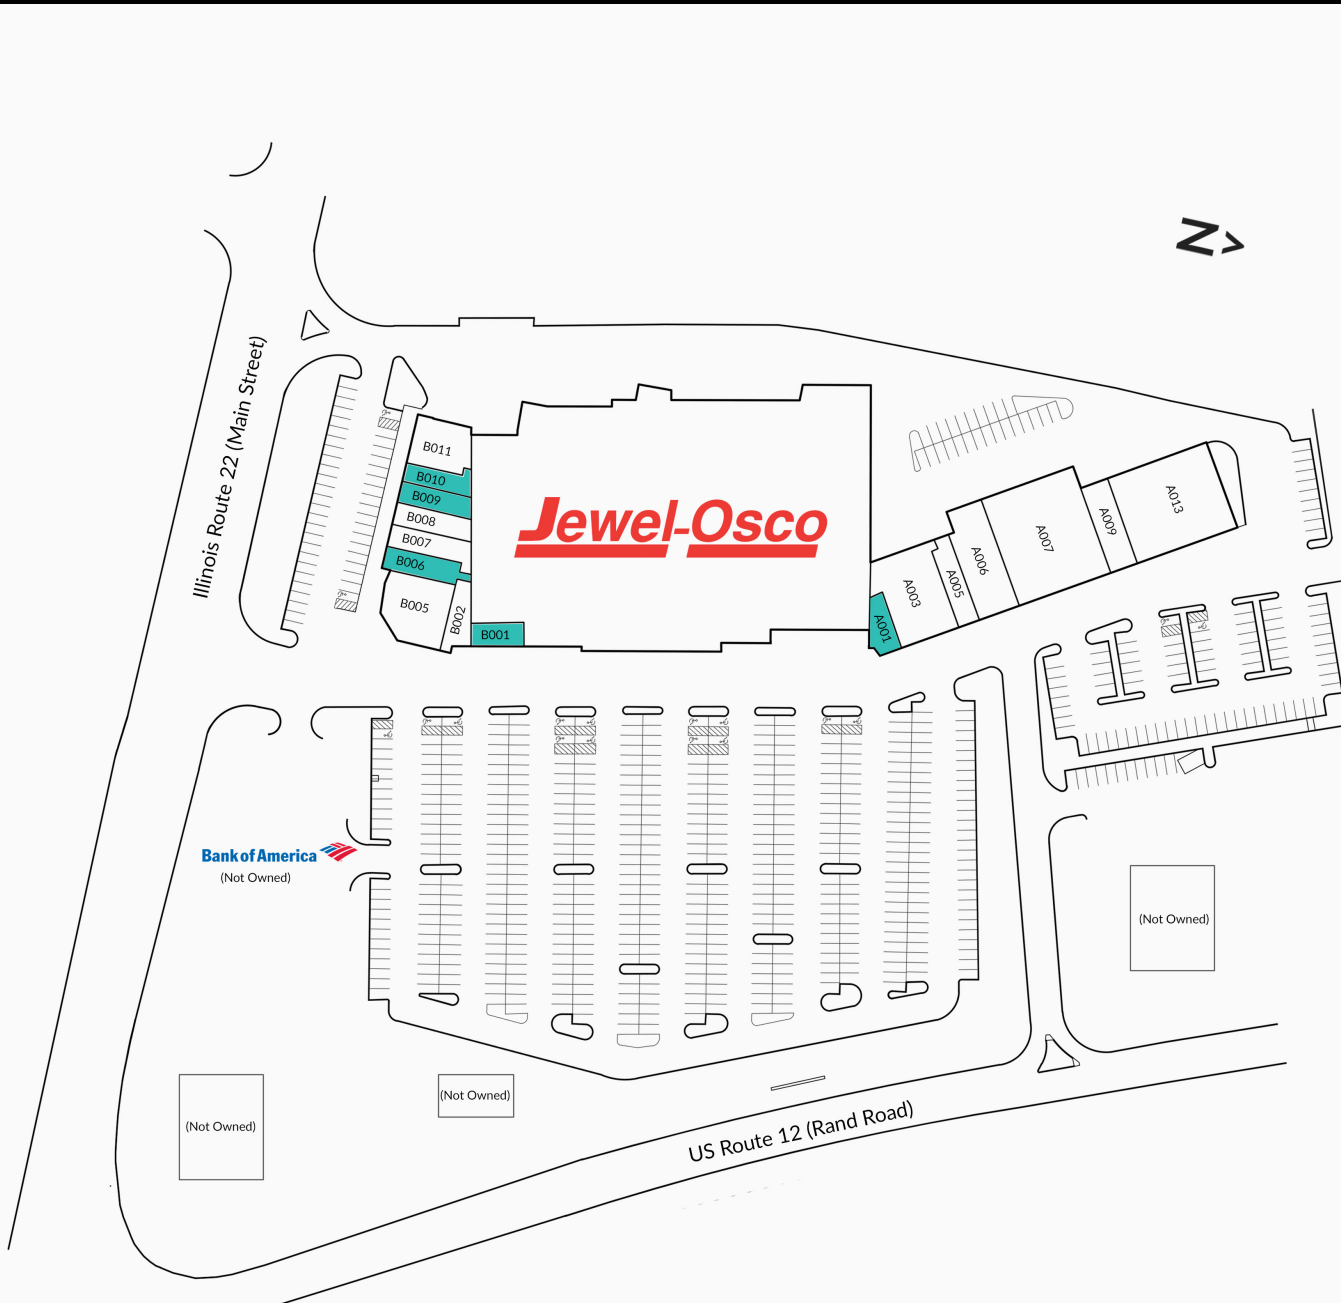 N
Illinois Route 22 (Main Street)
B011
B010
B009
B008
B007
B006
B005
B002
B001
Jewel-Osco
A001
A003
A005
A006
A007
A009
A013
Bank of America
(Not Owned)
(Not Owned)
(Not Owned)
(Not Owned)
US Route 12 (Rand Road)